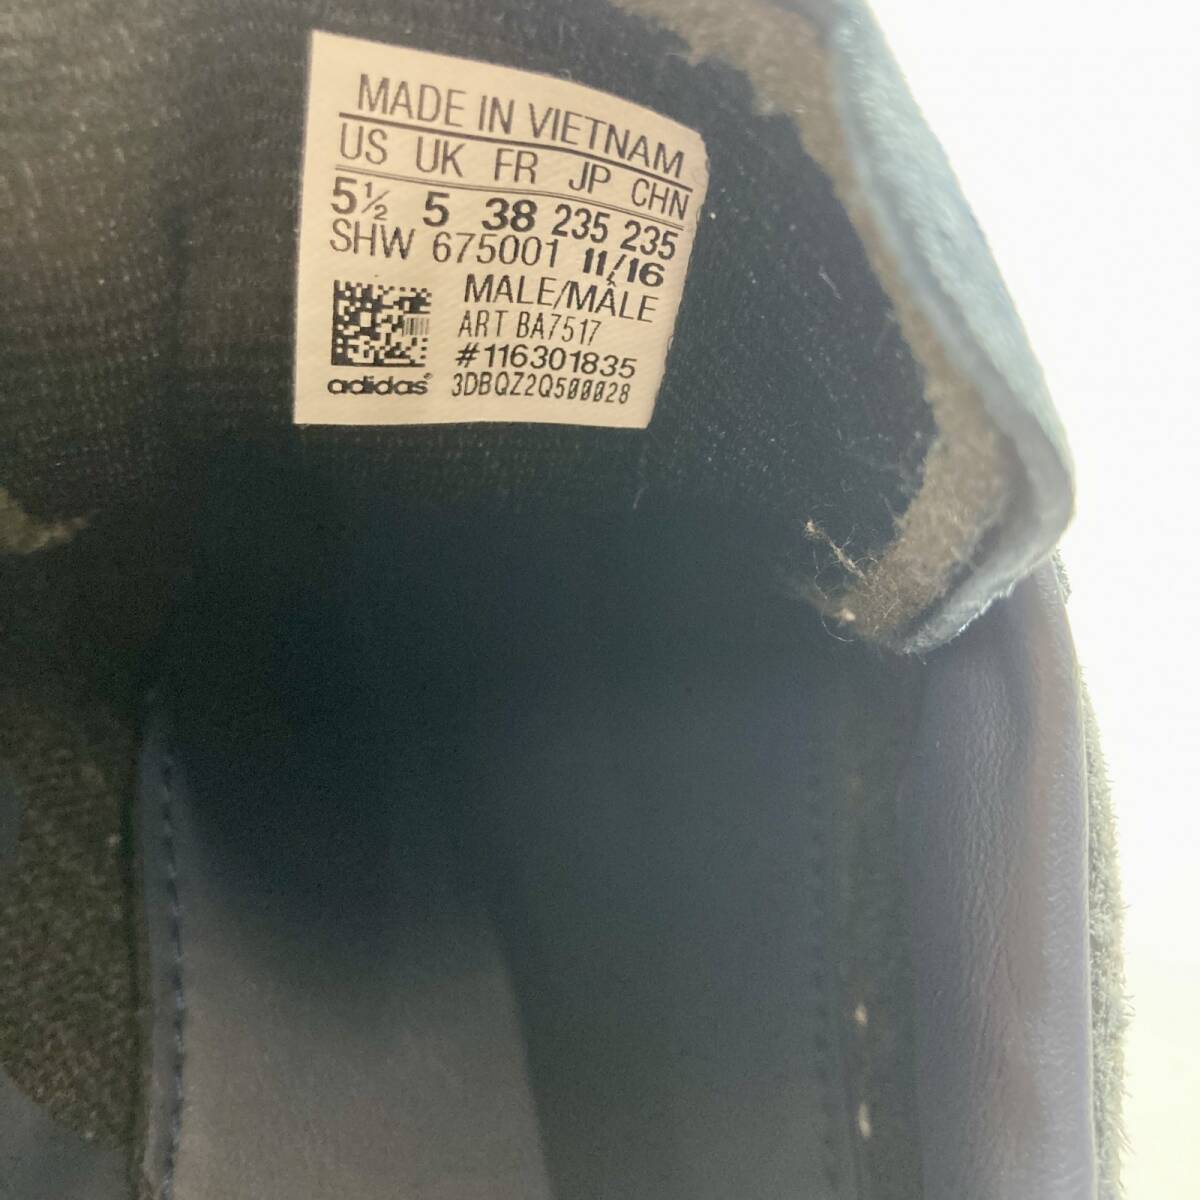 MADE IN VIETNAM
US UK FR JP CHN
5½ 5 38 235 235
SHW 675001 11/16
MALE/MÂLE
ART BA7517
#116301835
adidas® 3DBQZ2Q500028